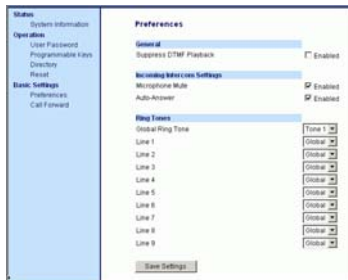 Status
System Information
Operation
User Password
Programmable Keys
Directory
Reset
Basic Settings
Preferences
Call Forward
Preferences
General
Suppress DTMF Playback
Enabled
Incoming Intercom Settings
Microphone Mute
Enabled
Auto-Answer
Enabled
Ring Tones
Global Ring Tone
Tone 1
Line 1
Global
Line 2
Global
Line 3
Global
Line 4
Global
Line 5
Global
Line 6
Global
Line 7
Global
Line 8
Global
Line 9
Global
Save Settings